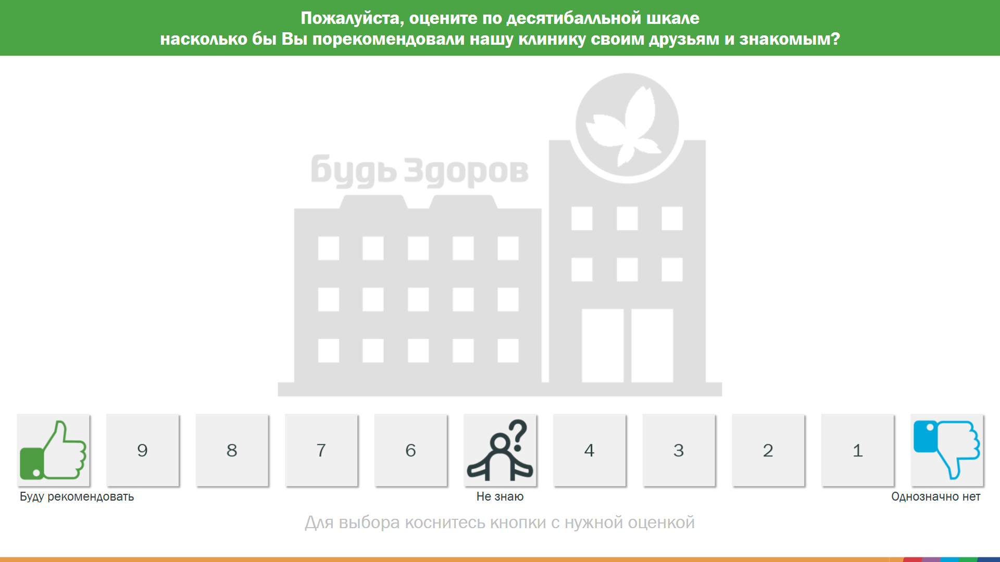 Пожалуйста, оцените по десятибалльной шкале
насколько бы Вы порекомендовали нашу клинику своим друзьям и знакомым?
будь Здоров
9 8 7 6 ? 4 3 2 1
Буду рекомендовать Не знаю Однозначно нет
Для выбора коснитесь кнопки с нужной оценкой